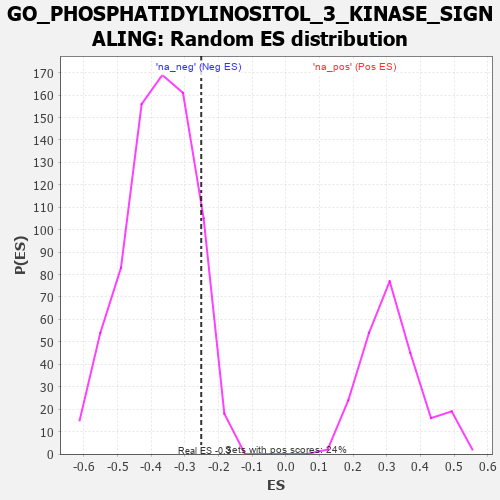 GO_PHOSPHATIDYLINOSITOL_3_KINASE_SIGN
ALING: Random ES distribution
'na_neg' (Neg ES)
'na_pos' (Pos ES)
170
160
150
140
130
120
110
100
90
80
70
60
50
40
30
20
10
0
P(ES)
Real ES -0.3
Sets with pos scores: 24%
-0.6 -0.5 -0.4 -0.3 -0.2 -0.1 0.0 0.1 0.2 0.3 0.4 0.5 0.6
ES